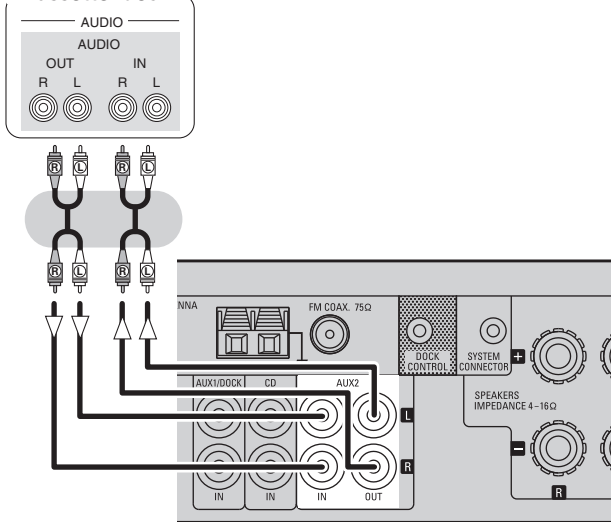 AUDIO
AUDIO
OUT IN
R L R L
R L R L
R L R L
NNA
FM COAX. 75Ω
DOCK CONTROL
SYSTEM CONNECTOR
AUX1/DOCK CD AUX2
SPEAKERS
IMPEDANCE 4–16Ω
L
R
IN IN IN OUT
R